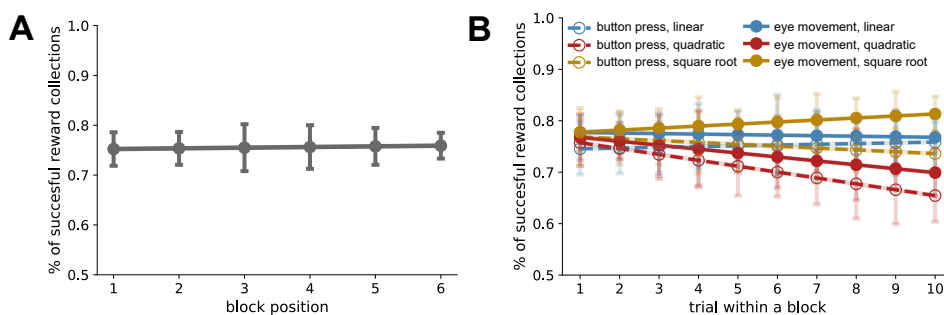 A
% of succesful reward collections
1.0
0.9
0.8
0.7
0.6
0.5
1 2 3 4 5 6
block position
B
% of succesful reward collections
button press, linear
button press, quadratic
button press, square root
eye movement, linear
eye movement, quadratic
eye movement, square root
1.0
0.9
0.8
0.7
0.6
0.5
1 2 3 4 5 6 7 8 9 10
trial within a block